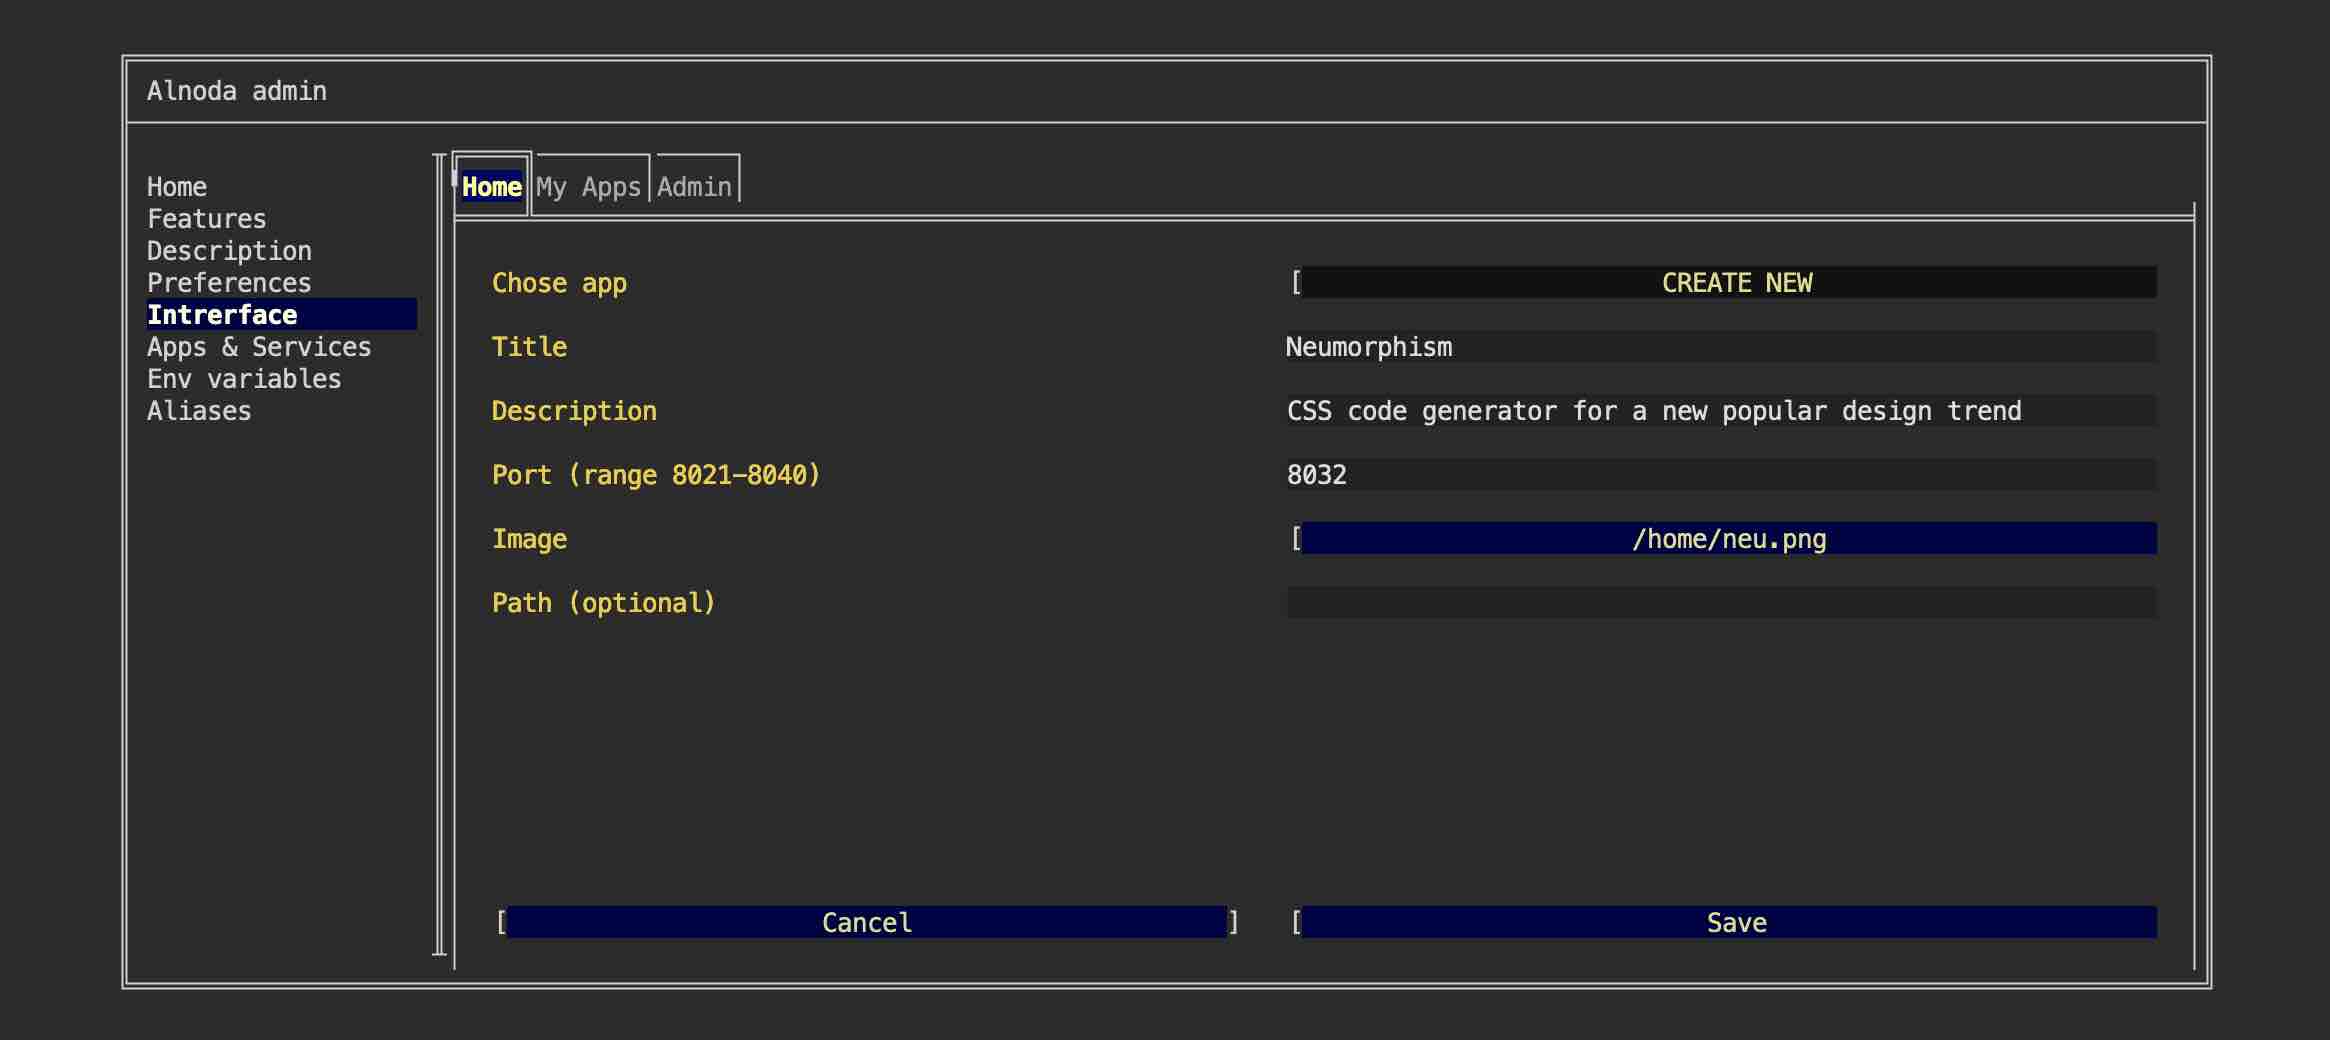 Alnoda admin
Home
Features
Description
Preferences
Intrerface
Apps & Services
Env variables
Aliases
Home My Apps Admin
Chose app [ CREATE NEW
Title Neumorphism
Description CSS code generator for a new popular design trend
Port (range 8021-8040) 8032
Image [ /home/neu.png
Path (optional)
[ Cancel ] [ Save